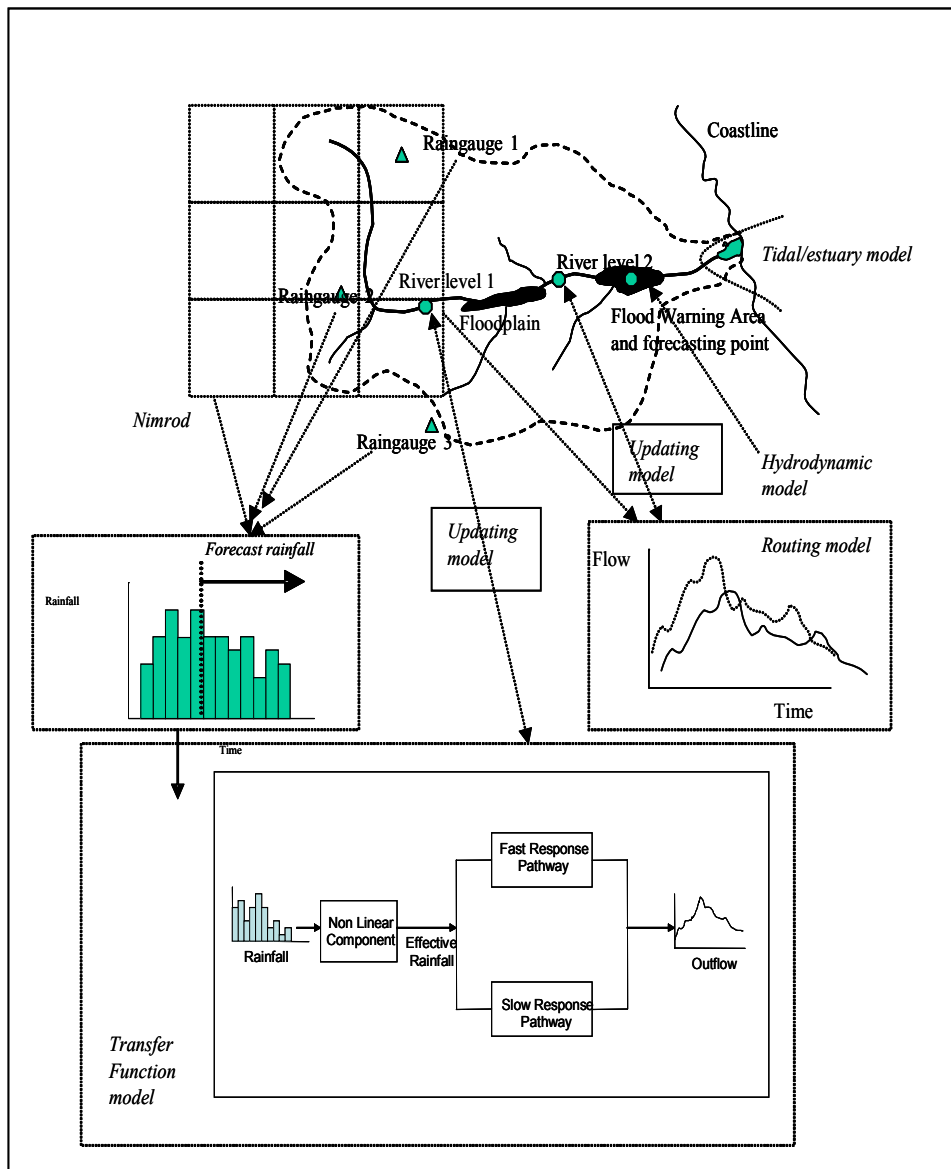 Coastline
Raingauge 1
Tidal/estuary model
River level 2
River level 1
Raingauge 2
Floodplain
Flood Warning Area
and forecasting point
Nimrod
Raingauge 3
Updating
model
Hydrodynamic
model
Updating
model
Forecast rainfall
Rainfall
Time
Flow
Routing model
Time
Fast Response
Pathway
Non Linear
Component
Rainfall
Effective
Rainfall
Outflow
Slow Response
Pathway
Transfer
Function
model